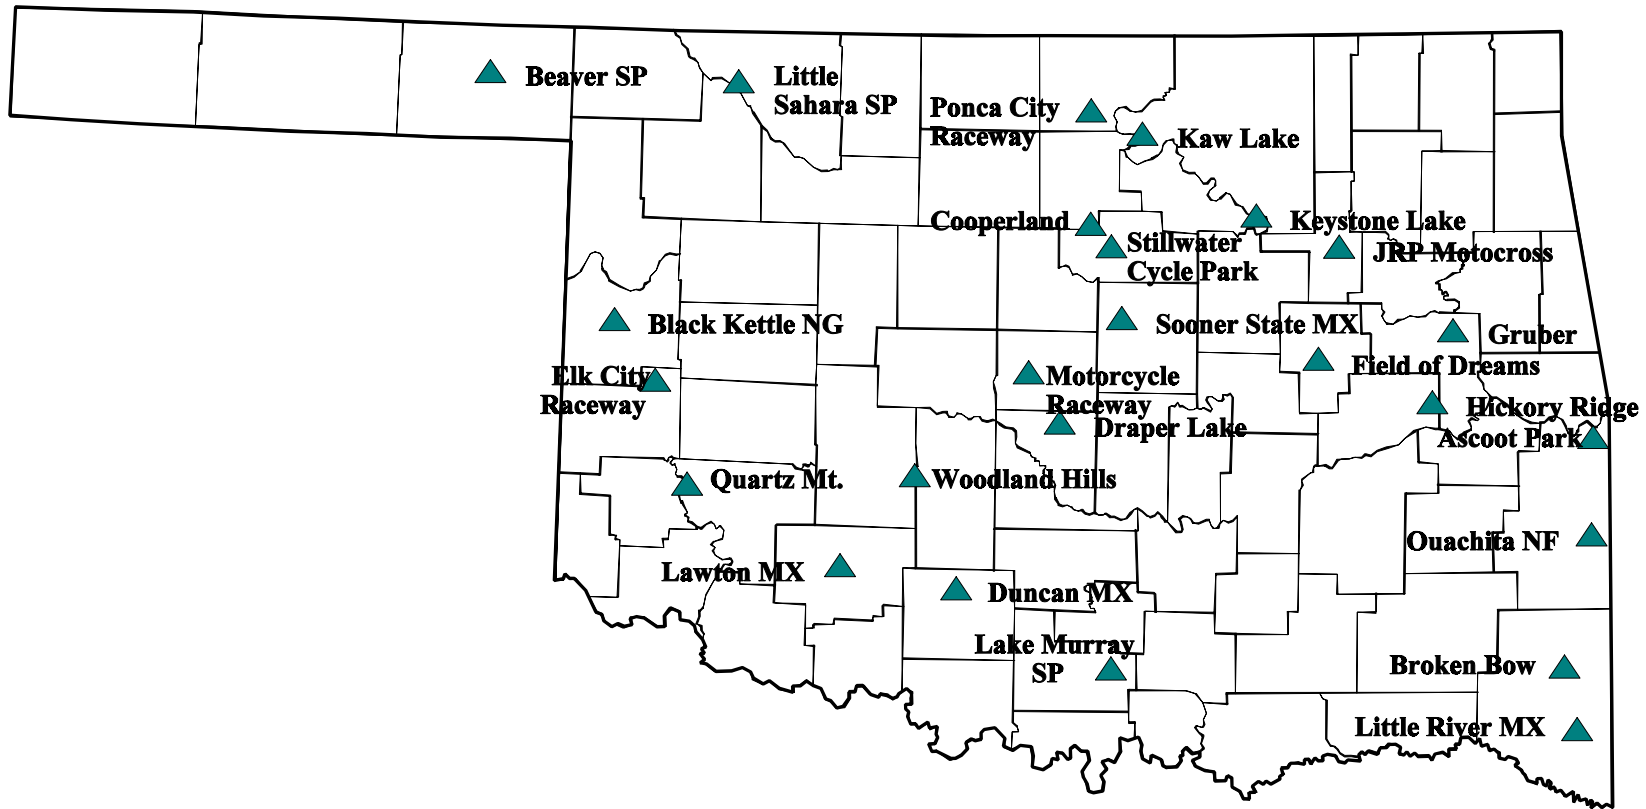 Beaver SP
Little
Sahara SP
Ponca City
Raceway
Kaw Lake
Cooperland
Keystone Lake
Stillwater
Cycle Park
JRP Motocross
Black Kettle NG
Sooner State MX
Gruber
Elk City
Raceway
Motorcycle
Raceway
Field of Dreams
Draper Lake
Hickory Ridge
Ascoot Park
Quartz Mt.
Woodland Hills
Ouachita NF
Lawton MX
Duncan MX
Lake Murray
SP
Broken Bow
Little River MX